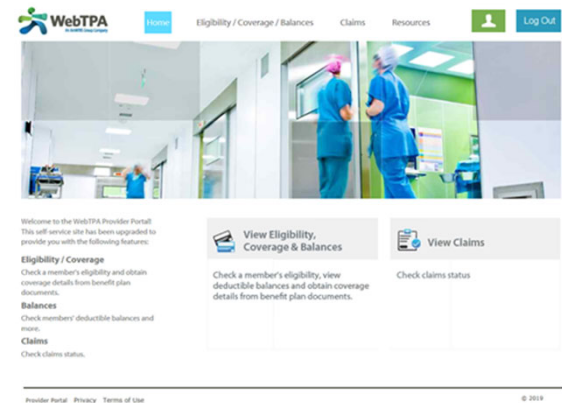 WebTPA
An AmWINS Group Company
Home
Eligibility / Coverage / Balances
Claims
Resources
Log Out
Welcome to the WebTPA Provider Portal!
This self-service site has been upgraded to
provide you with the following features:
Eligibility / Coverage
Check a member's eligibility and obtain
coverage details from benefit plan
documents.
Balances
Check members' deductible balances and
more.
Claims
Check claims status.
View Eligibility,
Coverage & Balances
Check a member's eligibility, view
deductible balances and obtain coverage
details from benefit plan documents.
View Claims
Check claims status
Provider Portal Privacy Terms of Use
© 2019